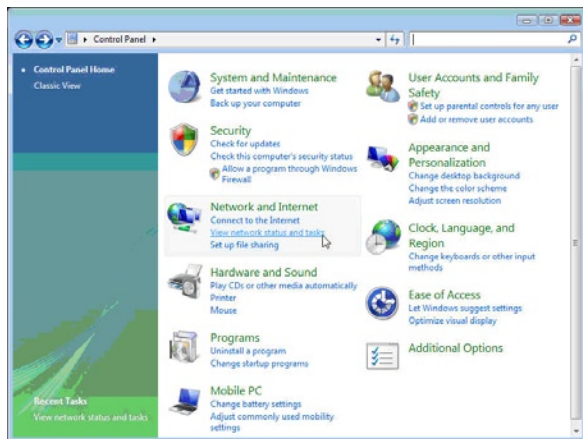 Control Panel
Control Panel Home
Classic View
System and Maintenance
Get started with Windows
Back up your computer
Security
Check for updates
Check this computer's security status
Allow a program through Windows
Firewall
Network and Internet
Connect to the Internet
View network status and tasks
Set up file sharing
Hardware and Sound
Play CDs or other media automatically
Printer
Mouse
Programs
Uninstall a program
Change startup programs
Mobile PC
Change battery settings
Adjust commonly used mobility
settings
User Accounts and Family
Safety
Set up parental controls for any user
Add or remove user accounts
Appearance and
Personalization
Change desktop background
Change the color scheme
Adjust screen resolution
Clock, Language, and
Region
Change keyboards or other input
methods
Ease of Access
Let Windows suggest settings
Optimize visual display
Additional Options
Recent Tasks
View network status and tasks